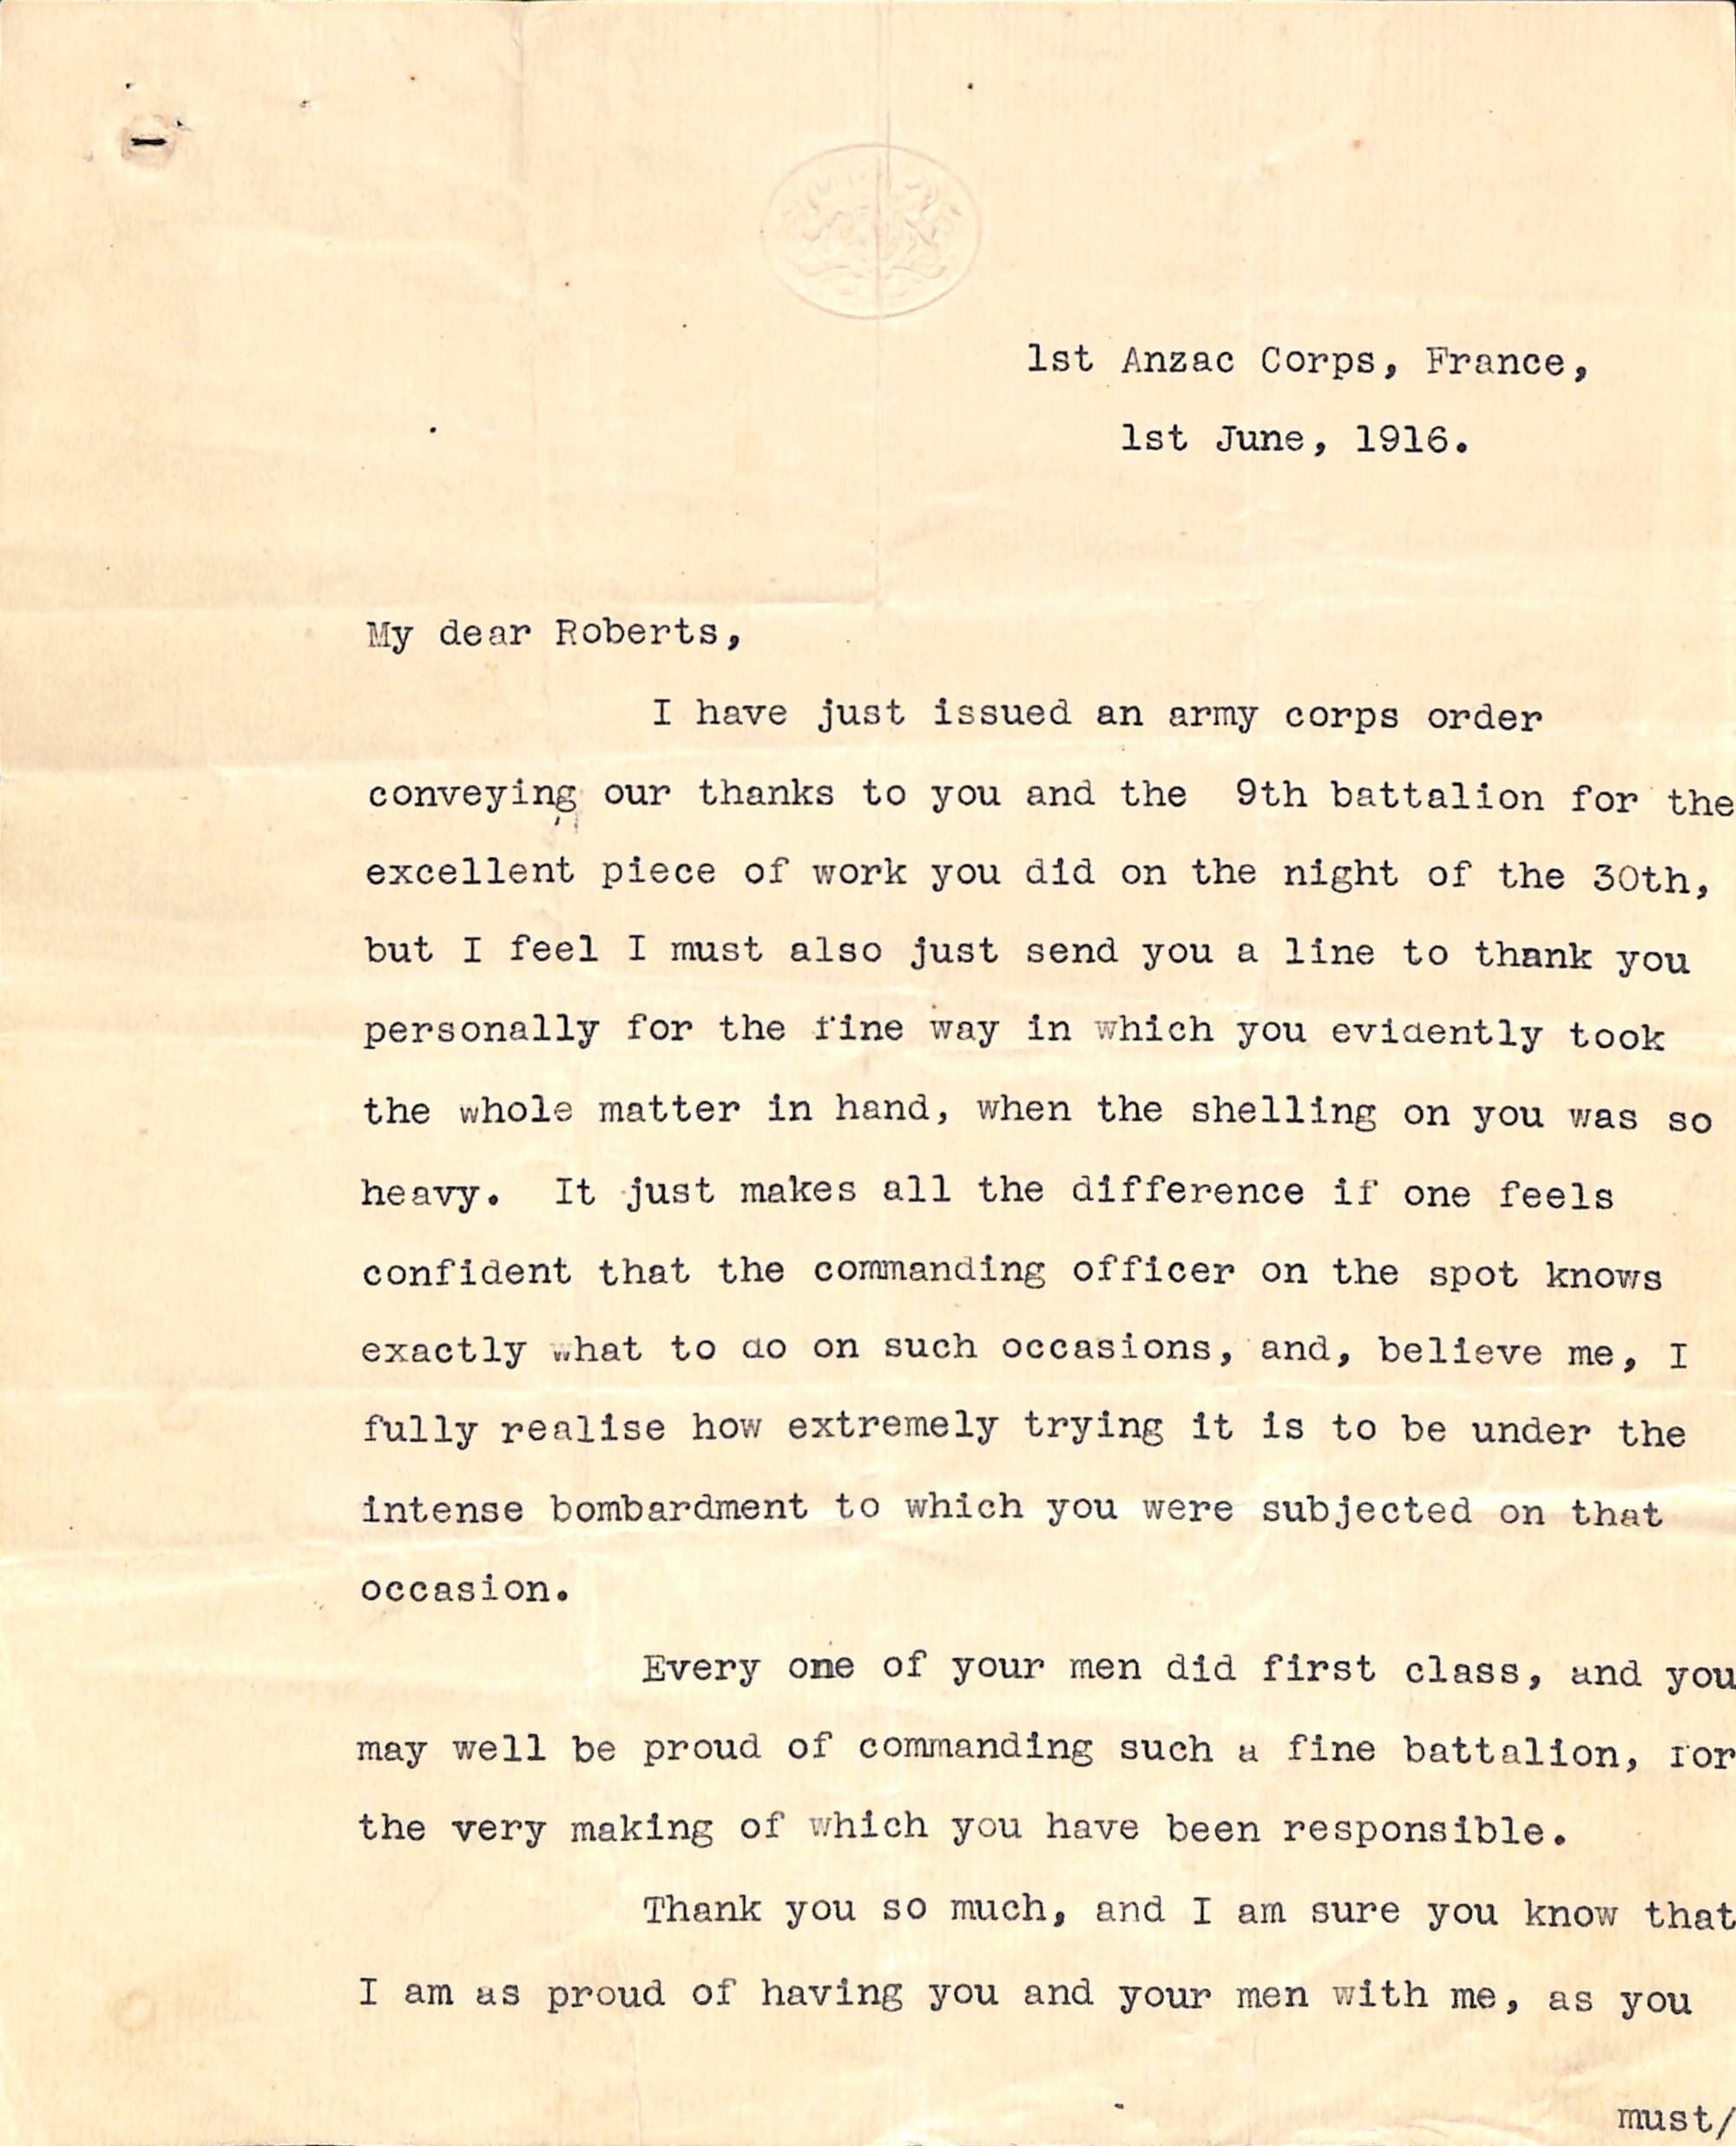 1st Anzac Corps, France,
1st June, 1916.
My dear Roberts,
I have just issued an army corps order
conveying our thanks to you and the 9th battalion for the
excellent piece of work you did on the night of the 30th,
but I feel I must also just send you a line to thank you
personally for the fine way in which you evidently took
the whole matter in hand, when the shelling on you was so
heavy. It just makes all the difference if one feels
confident that the commanding officer on the spot knows
exactly what to do on such occasions, and, believe me, I
fully realise how extremely trying it is to be under the
intense bombardment to which you were subjected on that
occasion.
Every one of your men did first class, and you
may well be proud of commanding such a fine battalion, for
the very making of which you have been responsible.
Thank you so much, and I am sure you know that
I am as proud of having you and your men with me, as you
must/